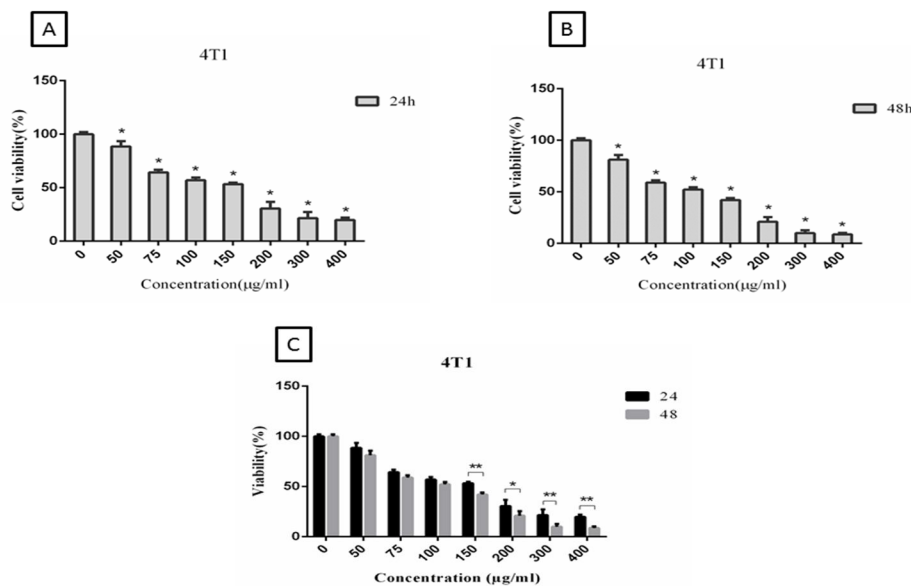 A
4T1
Cell viability(%)
150
100
50
0
24h
* * * * * * *
0 50 75 100 150 200 300 400
Concentration(µg/ml)
B
4T1
Cell viability(%)
150
100
50
0
48h
* * * * * * *
0 50 75 100 150 200 300 400
Concentration(µg/ml)
C
4T1
Viability(%)
150
100
50
0
24
48
** * ** **
0 50 75 100 150 200 300 400
Concentration (µg/ml)